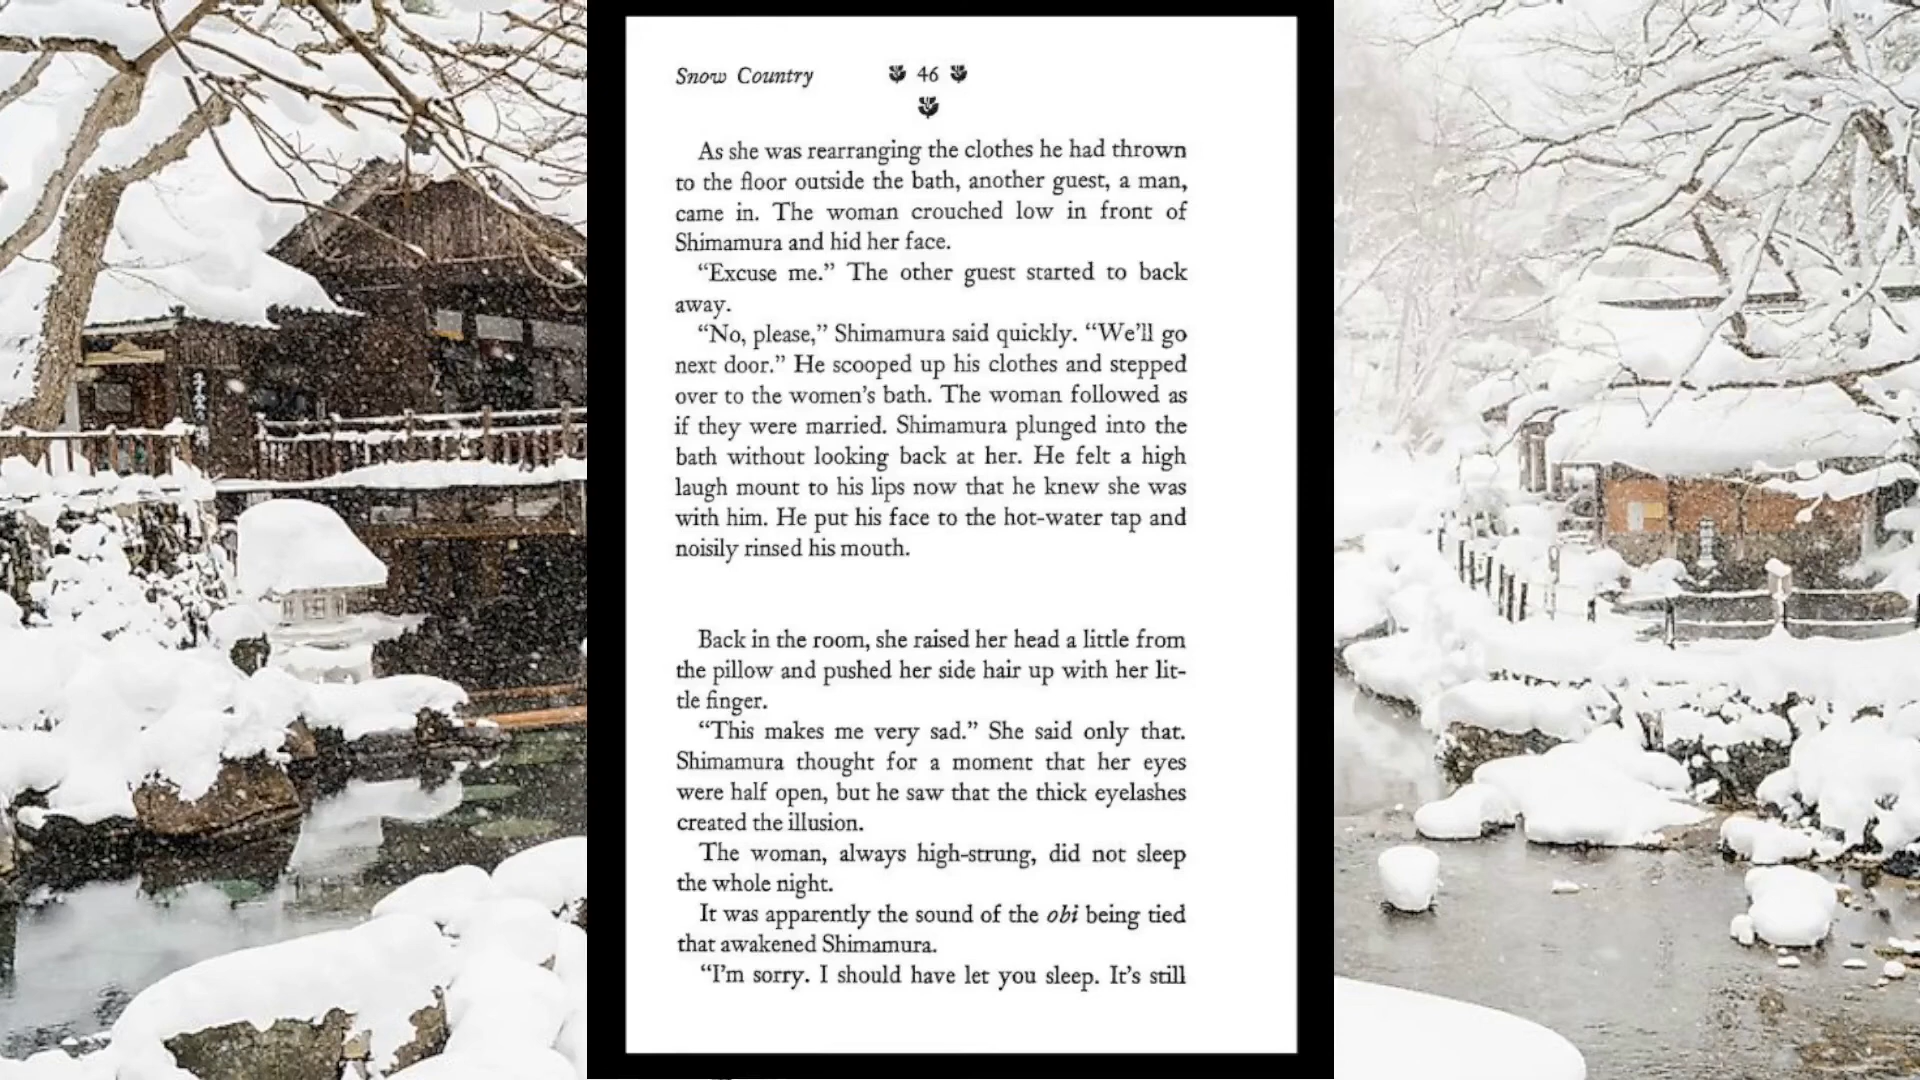 Snow Country 46
As she was rearranging the clothes he had thrown
to the floor outside the bath, another guest, a man,
came in. The woman crouched low in front of
Shimamura and hid her face.
“Excuse me.” The other guest started to back
away.
“No, please,” Shimamura said quickly. “We’ll go
next door.” He scooped up his clothes and stepped
over to the women’s bath. The woman followed as
if they were married. Shimamura plunged into the
bath without looking back at her. He felt a high
laugh mount to his lips now that he knew she was
with him. He put his face to the hot-water tap and
noisily rinsed his mouth.
Back in the room, she raised her head a little from
the pillow and pushed her side hair up with her lit-
tle finger.
“This makes me very sad.” She said only that.
Shimamura thought for a moment that her eyes
were half open, but he saw that the thick eyelashes
created the illusion.
The woman, always high-strung, did not sleep
the whole night.
It was apparently the sound of the obi being tied
that awakened Shimamura.
“I’m sorry. I should have let you sleep. It’s still